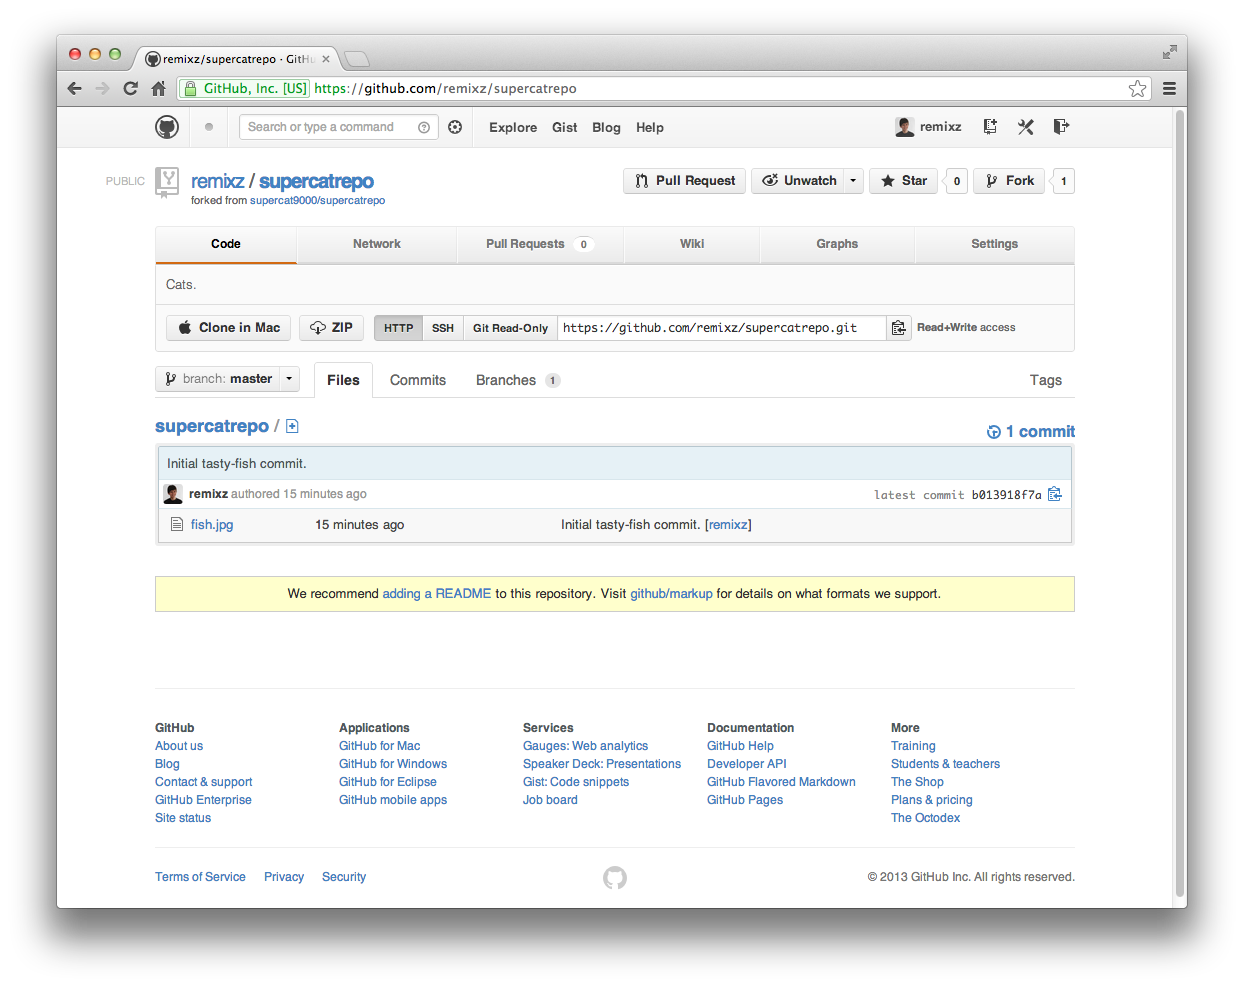 remixz/supercatrepo · GitHu
GitHub, Inc. [US] https://github.com/remixz/supercatrepo
Search or type a command
Explore Gist Blog Help
remixz
PUBLIC
remixz / supercatrepo
forked from supercat9000/supercatrepo
Pull Request Unwatch Star 0 Fork 1
Code Network Pull Requests 0 Wiki Graphs Settings
Cats.
Clone in Mac ZIP HTTP SSH Git Read-Only https://github.com/remixz/supercatrepo.git Read+Write access
branch: master Files Commits Branches 1 Tags
supercatrepo /
1 commit
Initial tasty-fish commit.
remixz authored 15 minutes ago latest commit b013918f7a
fish.jpg 15 minutes ago Initial tasty-fish commit. [remixz]
We recommend adding a README to this repository. Visit github/markup for details on what formats we support.
GitHub
About us
Blog
Contact & support
GitHub Enterprise
Site status
Applications
GitHub for Mac
GitHub for Windows
GitHub for Eclipse
GitHub mobile apps
Services
Gauges: Web analytics
Speaker Deck: Presentations
Gist: Code snippets
Job board
Documentation
GitHub Help
Developer API
GitHub Flavored Markdown
GitHub Pages
More
Training
Students & teachers
The Shop
Plans & pricing
The Octodex
Terms of Service Privacy Security
© 2013 GitHub Inc. All rights reserved.